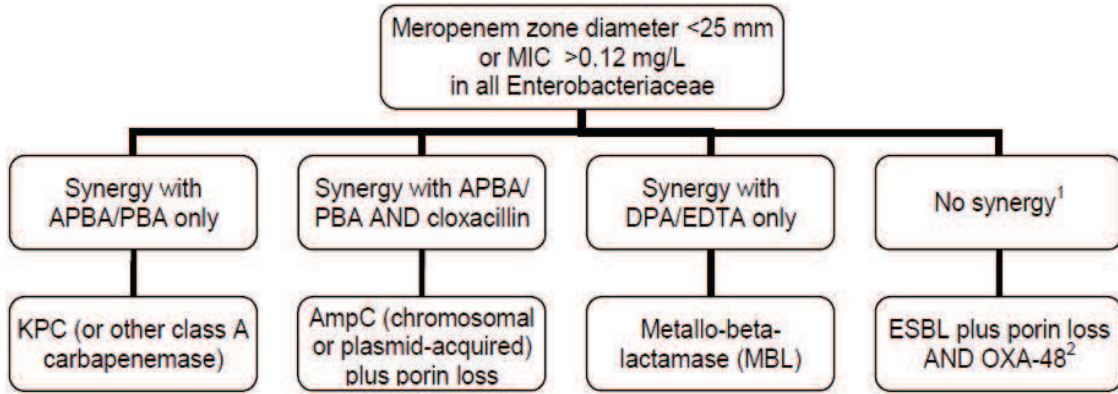 Meropenem zone diameter <25 mm
or MIC >0.12 mg/L
in all Enterobacteriaceae
Synergy with
APBA/PBA only
Synergy with APBA/
PBA AND cloxacillin
Synergy with
DPA/EDTA only
No synergy¹
KPC (or other class A
carbapenemase)
AmpC (chromosomal
or plasmid-acquired)
plus porin loss
Metallo-beta-
lactamase (MBL)
ESBL plus porin loss
AND OXA-48²